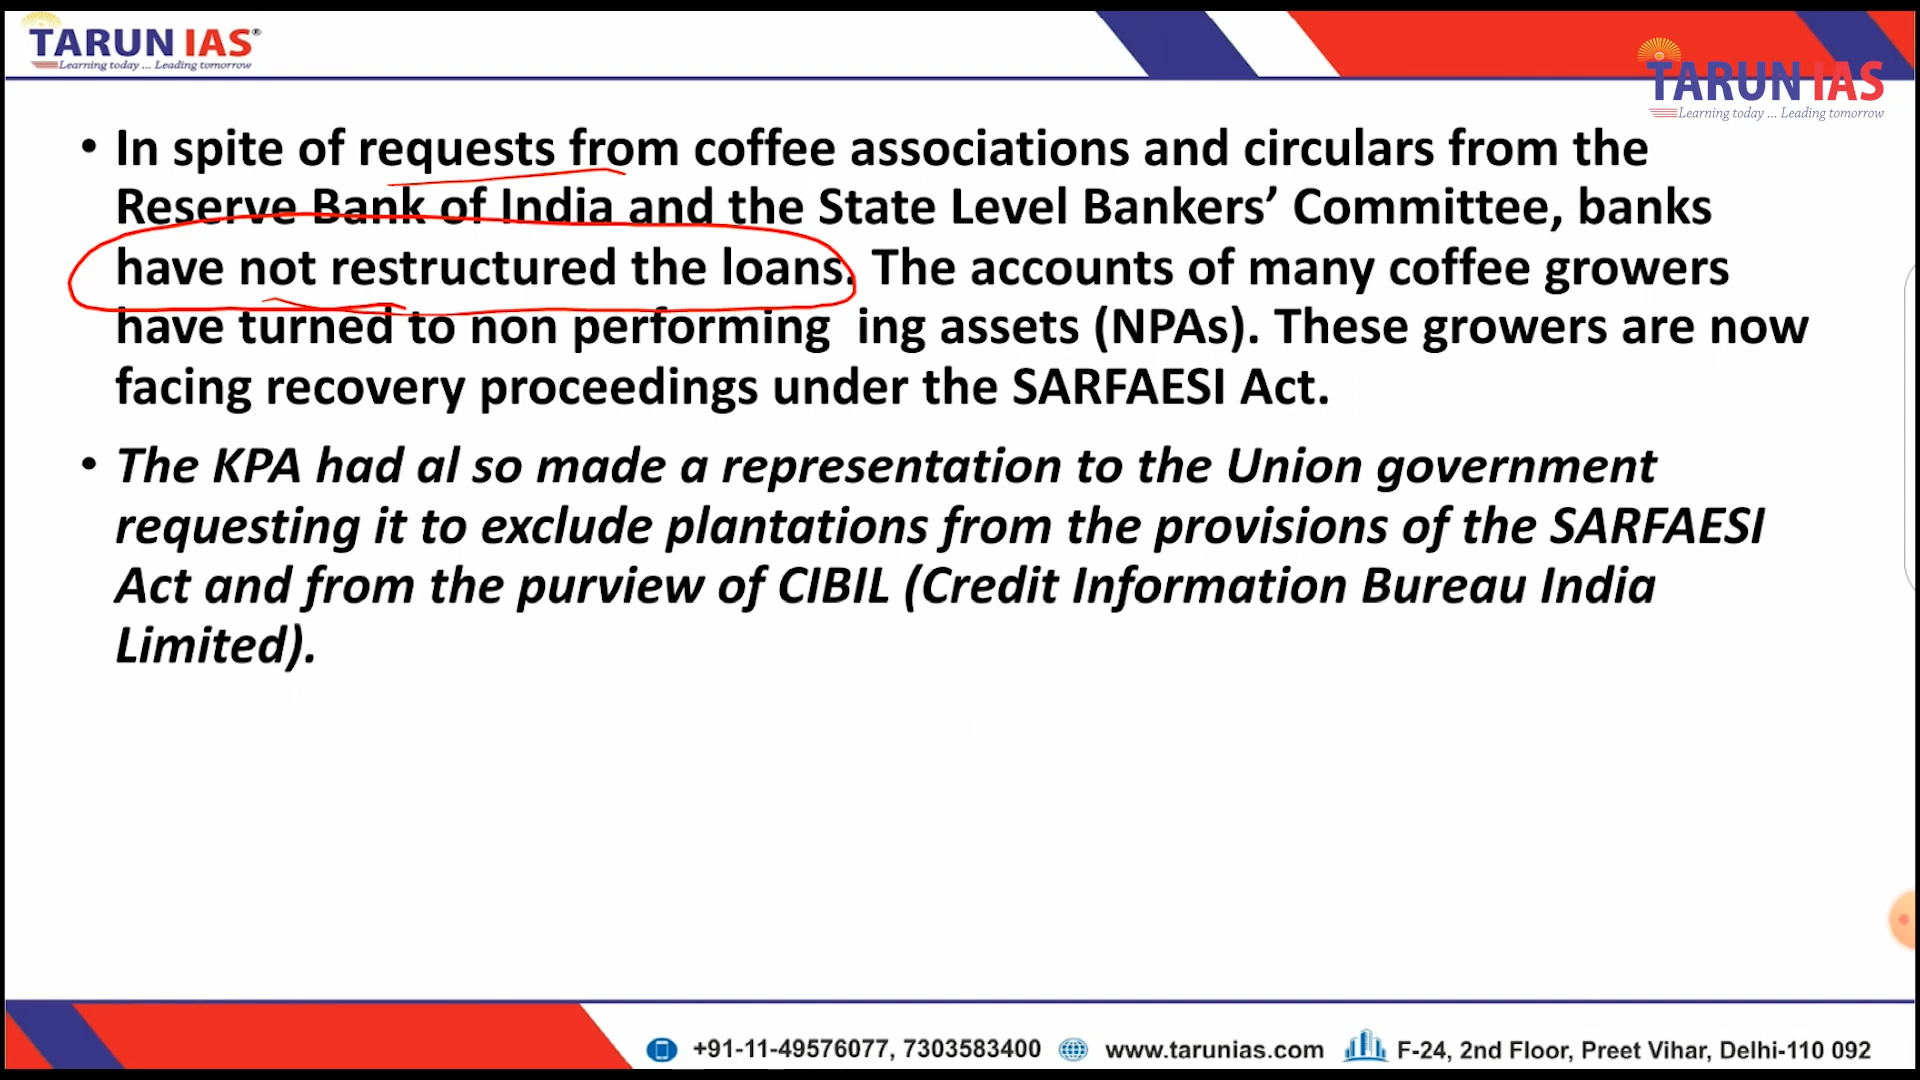 TARUN IAS®
Learning today ... Leading tomorrow
TARUN IAS
Learning today ... Leading tomorrow
• In spite of requests from coffee associations and circulars from the
Reserve Bank of India and the State Level Bankers’ Committee, banks
have not restructured the loans. The accounts of many coffee growers
have turned to non performing ing assets (NPAs). These growers are now
facing recovery proceedings under the SARFAESI Act.
• The KPA had al so made a representation to the Union government
requesting it to exclude plantations from the provisions of the SARFAESI
Act and from the purview of CIBIL (Credit Information Bureau India
Limited).
+91-11-49576077, 7303583400 www.tarunias.com F-24, 2nd Floor, Preet Vihar, Delhi-110 092